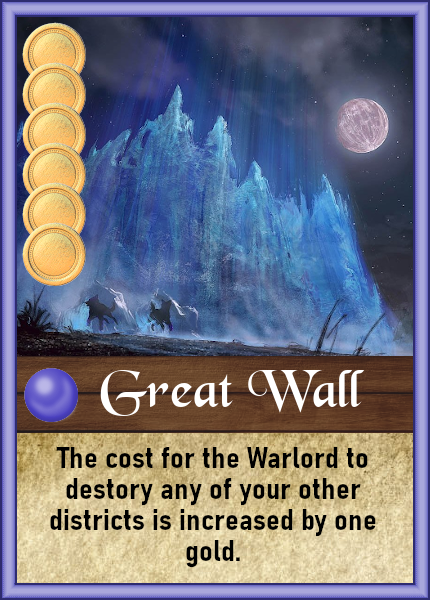 Great Wall
The cost for the Warlord to
destory any of your other
districts is increased by one
gold.